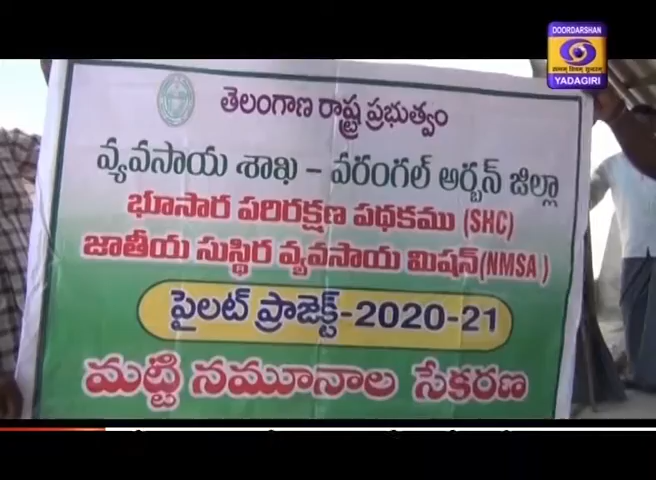 DOORDARSHAN
YADAGIRI
తెలంగాణ రాష్ట్ర ప్రభుత్వం
వ్యవసాయ శాఖ - వరంగల్ అర్బన్ జిల్లా
భూసార పరిరక్షణ పథకము (SHC)
జాతీయ సుస్థిర వ్యవసాయ మిషన్(NMSA)
పైలట్ ప్రాజెక్ట్-2020-21
మట్టి నమూనాల సేకరణ